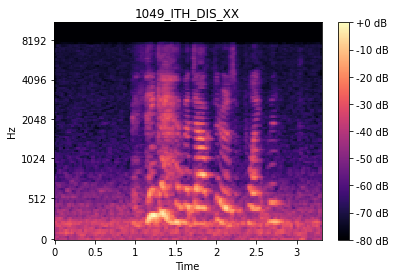 1049_ITH_DIS_XX
+0 dB
8192
-10 dB
4096
-20 dB
-30 dB
2048
Hz
-40 dB
1024
-50 dB
512
-60 dB
-70 dB
0
-80 dB
0 0.5 1 1.5 2 2.5 3
Time